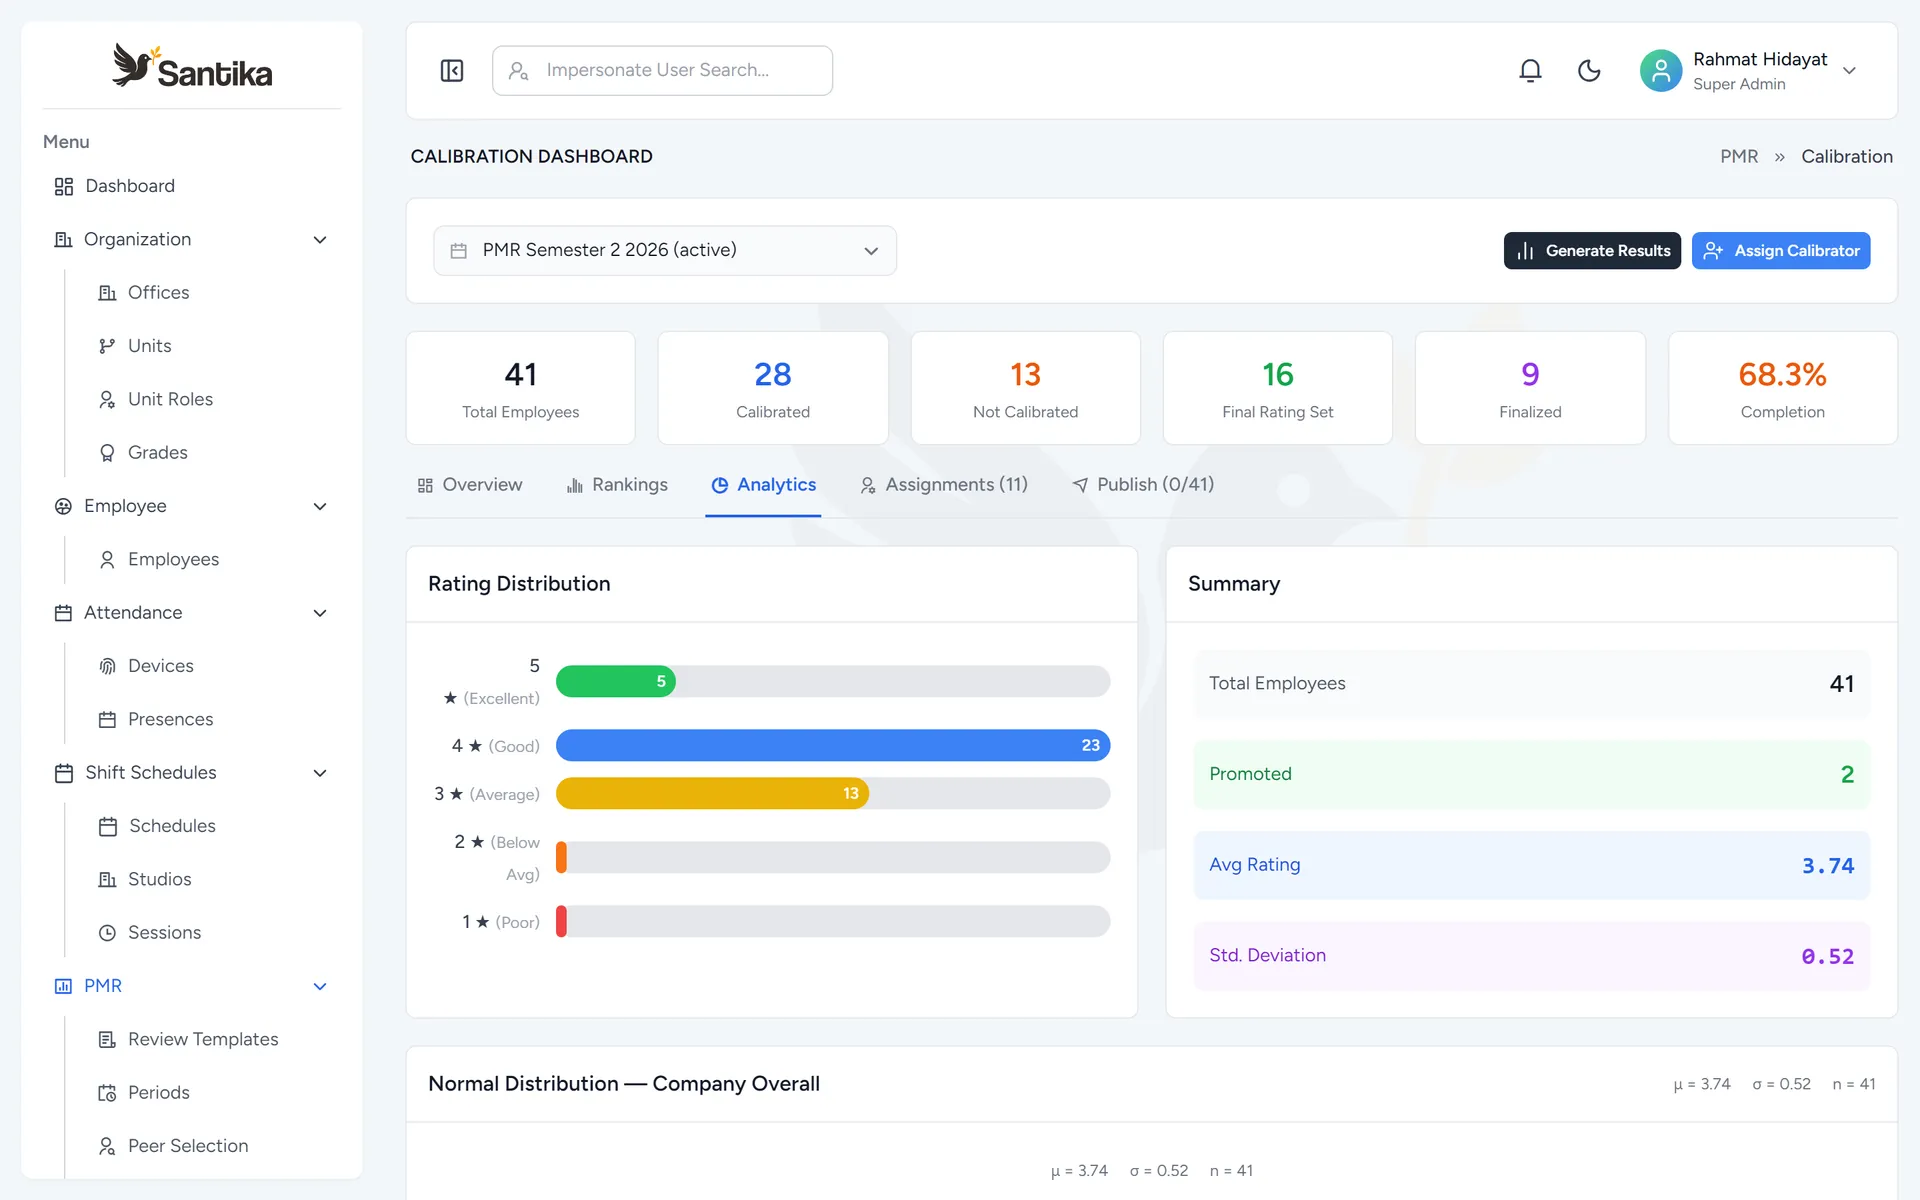 Santika
Menu
Dashboard
Organization
Offices
Units
Unit Roles
Grades
Employee
Employees
Attendance
Devices
Presences
Shift Schedules
Schedules
Studios
Sessions
PMR
Review Templates
Periods
Peer Selection
Impersonate User Search...
Rahmat Hidayat
Super Admin
CALIBRATION DASHBOARD
PMR » Calibration
PMR Semester 2 2026 (active)
Generate Results
Assign Calibrator
41
Total Employees
28
Calibrated
13
Not Calibrated
16
Final Rating Set
9
Finalized
68.3%
Completion
Overview
Rankings
Analytics
Assignments (11)
Publish (0/41)
Rating Distribution
5
★ (Excellent)
5
4 ★ (Good)
23
3 ★ (Average)
13
2 ★ (Below
Avg)
1 ★ (Poor)
Summary
Total Employees 41
Promoted 2
Avg Rating 3.74
Std. Deviation 0.52
Normal Distribution — Company Overall
μ = 3.74 σ = 0.52 n = 41
μ = 3.74 σ = 0.52 n = 41